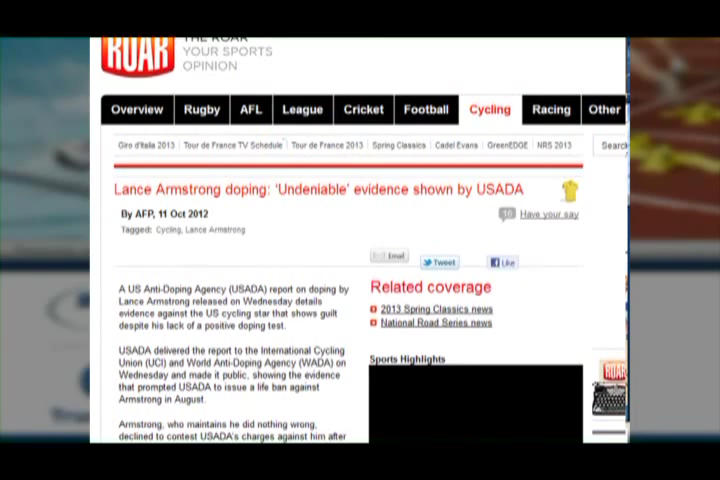 ROAR
THE ROAR
YOUR SPORTS
OPINION
Overview Rugby AFL League Cricket Football Cycling Racing Other
Giro d'Italia 2013 Tour de France TV Schedule Tour de France 2013 Spring Classics Cadel Evans GreenEDGE NRS 2013 Search
Lance Armstrong doping: 'Undeniable' evidence shown by USADA
By AFP, 11 Oct 2012
10 Have your say
Tagged: Cycling, Lance Armstrong
Email Tweet Like
A US Anti-Doping Agency (USADA) report on doping by
Lance Armstrong released on Wednesday details
evidence against the US cycling star that shows guilt
despite his lack of a positive doping test.
USADA delivered the report to the International Cycling
Union (UCI) and World Anti-Doping Agency (WADA) on
Wednesday and made it public, showing the evidence
that prompted USADA to issue a life ban against
Armstrong in August.
Armstrong, who maintains he did nothing wrong,
declined to contest USADA's charges against him after
Related coverage
2013 Spring Classics news
National Road Series news
Sports Highlights
ROAR